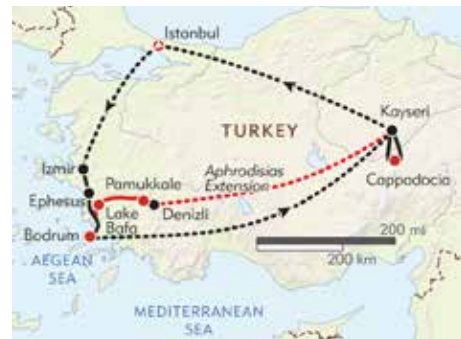 Istonbul
TURKEY
Kayseri
Izmir
Aphrodisias
Extension
Pamukkale
Cappadocia
Ephesus
Lake
Bafa
Denizli
Bodrum
200 mi
200 km
AEGEAN
SEA
MEDITERRANEAN
SEA